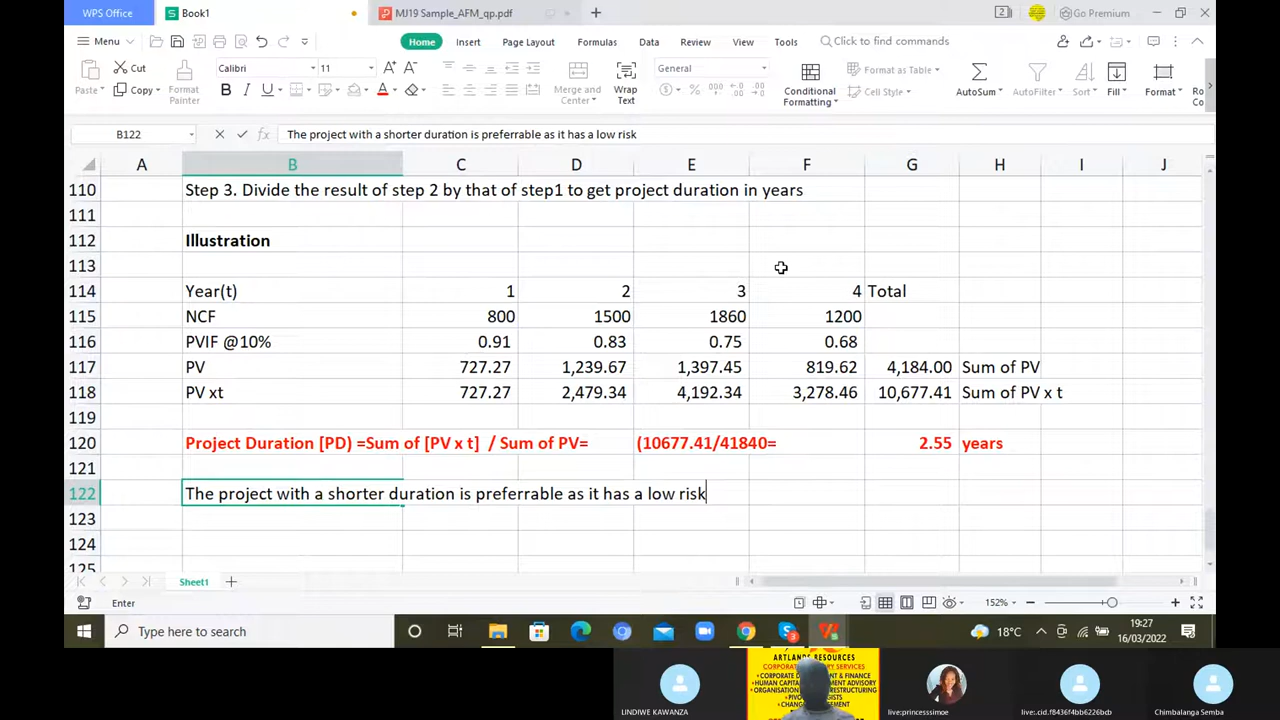 WPS Office
Book1
MJ19 Sample_AFM_qp.pdf
2
Go Premium
Menu
Home
Insert
Page Layout
Formulas
Data
Review
View
Tools
Click to find commands
Paste
Cut
Copy
Format
Painter
Calibri
11
A+ A-
B I U
Merge and
Center
Wrap
Text
General
Conditional
Formatting
Format as Table
Cell Style
AutoSum
AutoFilter
Sort
Fill
Format
Ro
Co
B122
fx
The project with a shorter duration is preferrable as it has a low risk
A B C D E F G H I J
110 Step 3. Divide the result of step 2 by that of step1 to get project duration in years
111
112 Illustration
113
114 Year(t) 1 2 3 4 Total
115 NCF 800 1500 1860 1200
116 PVIF @10% 0.91 0.83 0.75 0.68
117 PV 727.27 1,239.67 1,397.45 819.62 4,184.00 Sum of PV
118 PV xt 727.27 2,479.34 4,192.34 3,278.46 10,677.41 Sum of PV x t
119
120 Project Duration [PD) =Sum of [PV x t] / Sum of PV= (10677.41/41840= 2.55 years
121
122 The project with a shorter duration is preferrable as it has a low risk
123
124
125
Sheet1
Enter
152%
Type here to search
18°C
19:27
16/03/2022
ARTLANDS RESOURCES
LINDIWE KAWANZA
live:princesssimoe
live:.cid.f8436f4bb6226bcb
Chimbalanga Semba